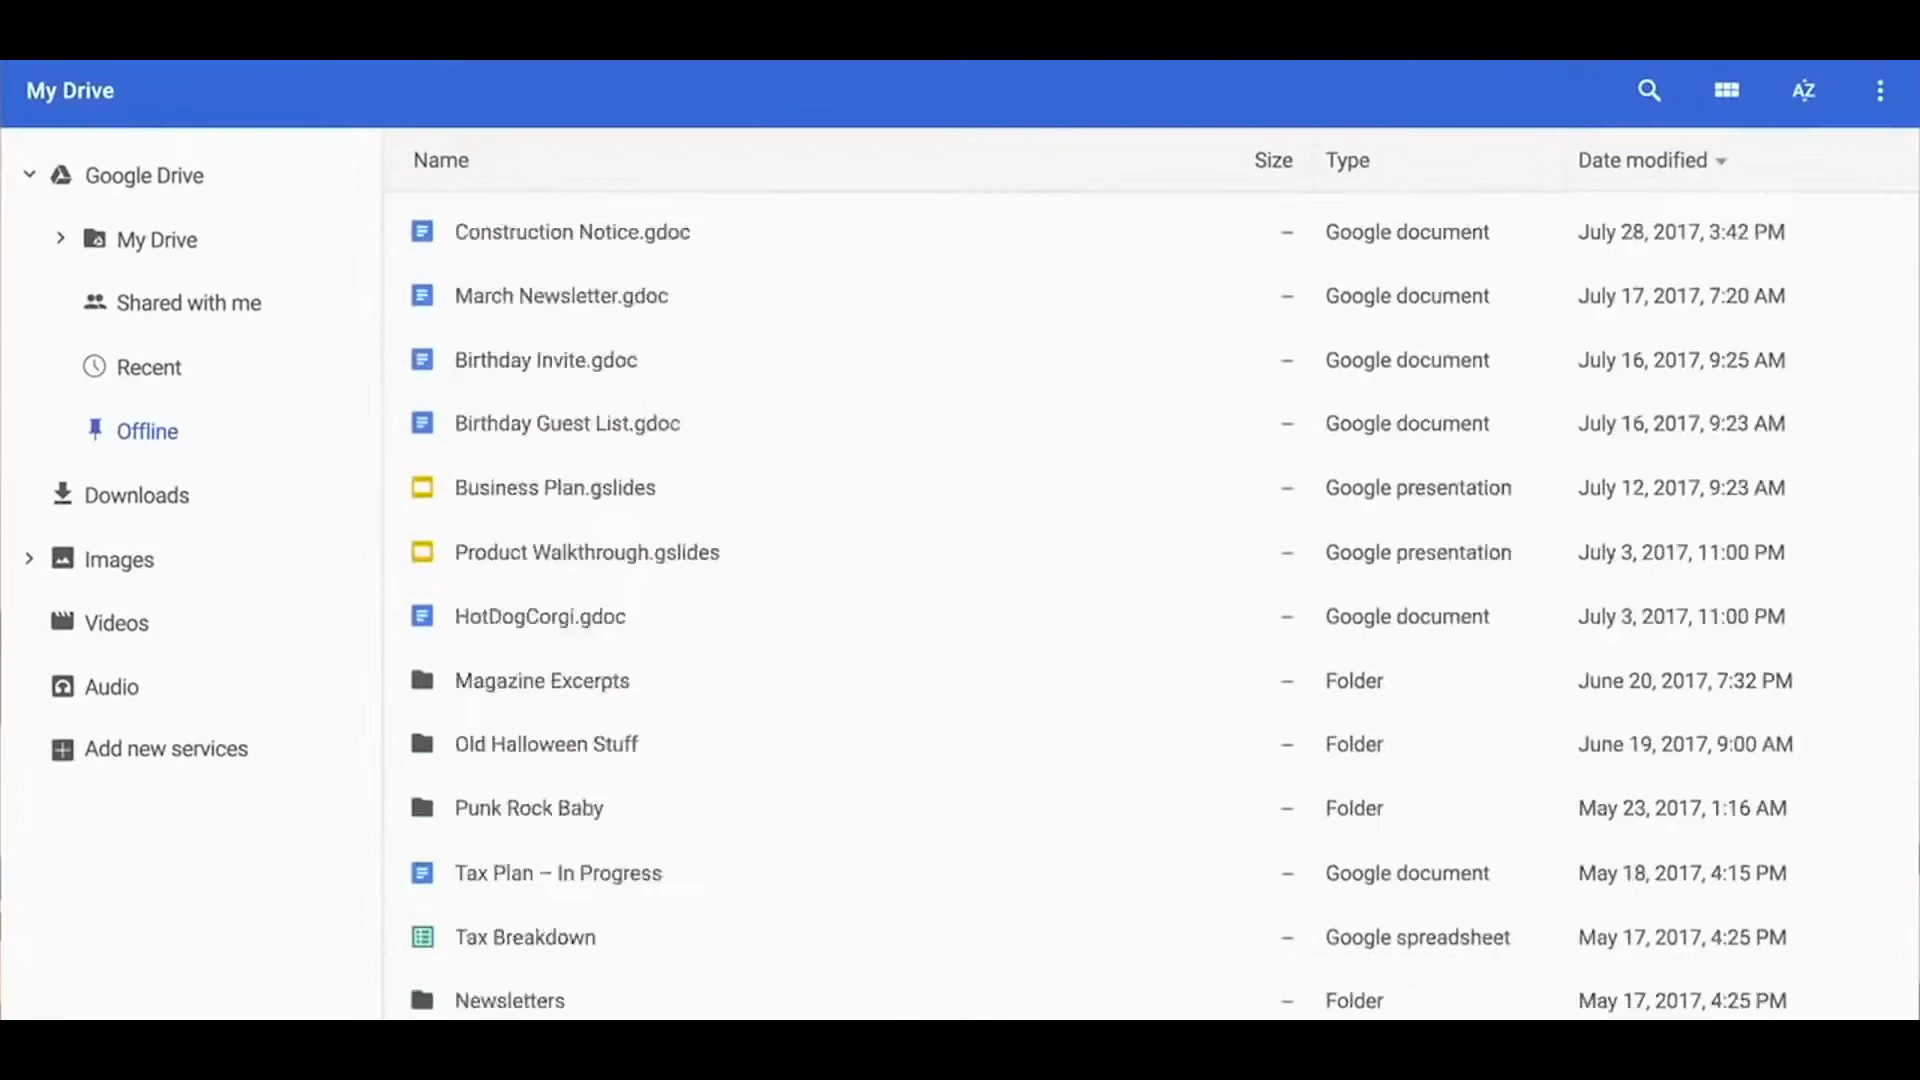 My Drive
AZ
Google Drive
My Drive
Shared with me
Recent
Offline
Downloads
Images
Videos
Audio
Add new services
Name Size Type Date modified
Construction Notice.gdoc – Google document July 28, 2017, 3:42 PM
March Newsletter.gdoc – Google document July 17, 2017, 7:20 AM
Birthday Invite.gdoc – Google document July 16, 2017, 9:25 AM
Birthday Guest List.gdoc – Google document July 16, 2017, 9:23 AM
Business Plan.gslides – Google presentation July 12, 2017, 9:23 AM
Product Walkthrough.gslides – Google presentation July 3, 2017, 11:00 PM
HotDogCorgi.gdoc – Google document July 3, 2017, 11:00 PM
Magazine Excerpts – Folder June 20, 2017, 7:32 PM
Old Halloween Stuff – Folder June 19, 2017, 9:00 AM
Punk Rock Baby – Folder May 23, 2017, 1:16 AM
Tax Plan – In Progress – Google document May 18, 2017, 4:15 PM
Tax Breakdown – Google spreadsheet May 17, 2017, 4:25 PM
Newsletters – Folder May 17, 2017, 4:25 PM